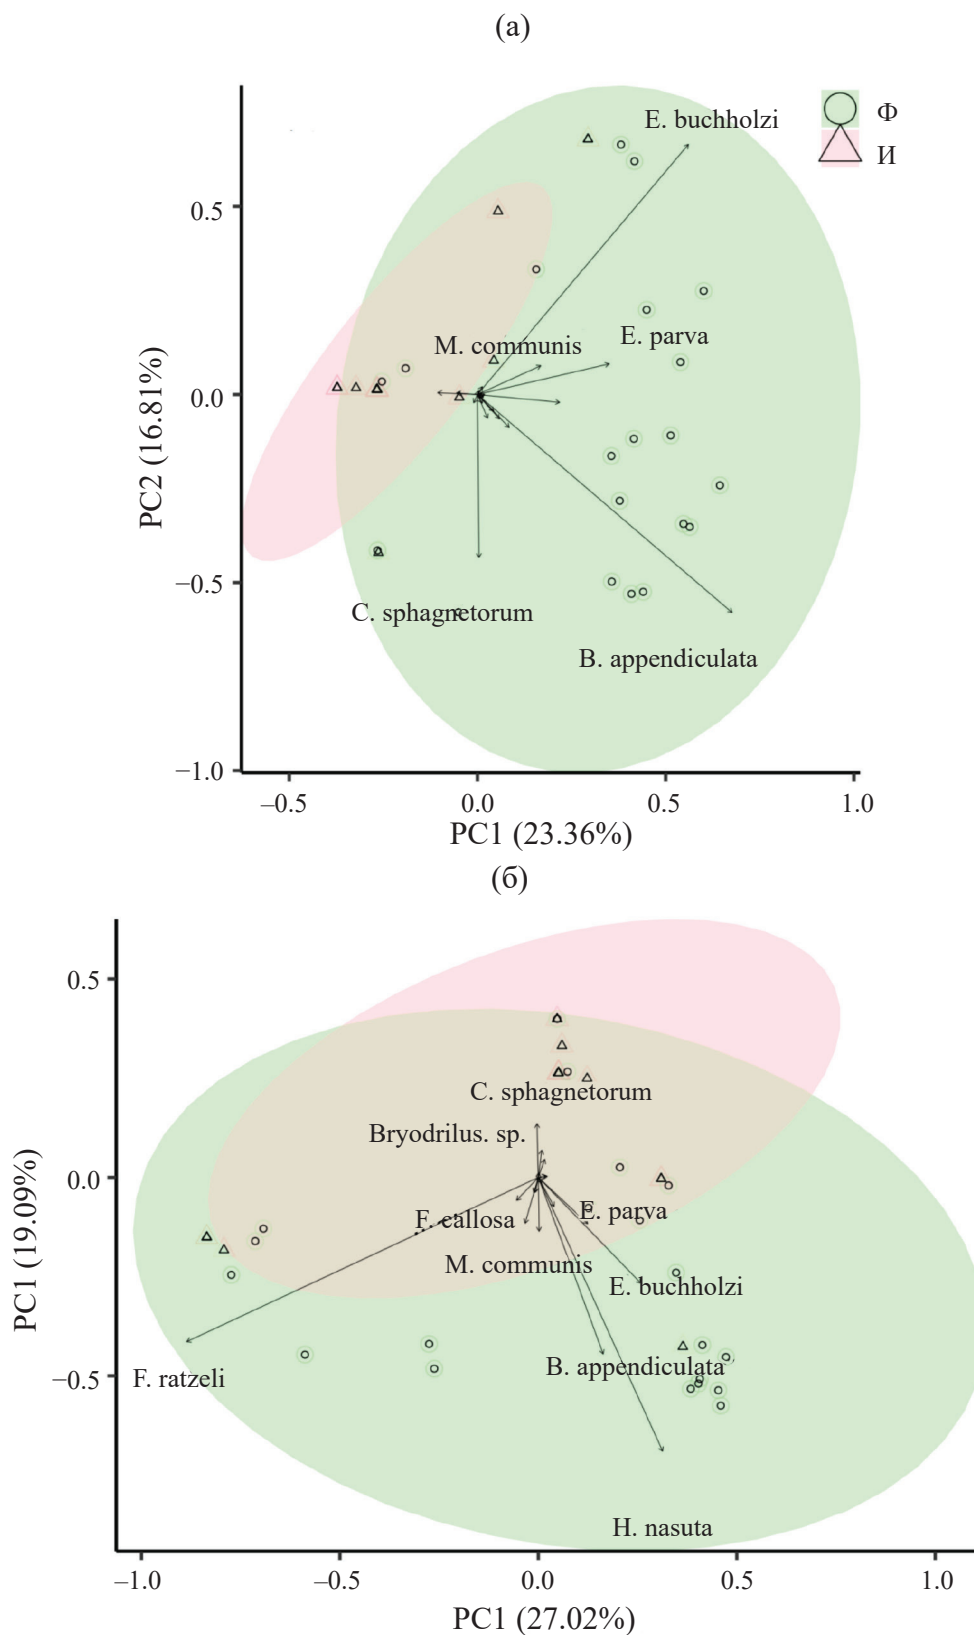 (а)
E. buchholzi
Ф
И
0.5
M. communis
E. parva
0.0
PC2 (16.81%)
−0.5
C. sphagnetorum
B. appendiculata
−1.0
−0.5
0.0
0.5
1.0
PC1 (23.36%)
(б)
0.5
C. sphagnetorum
Bryodrilus. sp.
0.0
F. callosa
E. parva
M. communis
E. buchholzi
PC1 (19.09%)
B. appendiculata
−0.5
F. ratzeli
H. nasuta
−1.0
−0.5
0.0
0.5
1.0
PC1 (27.02%)